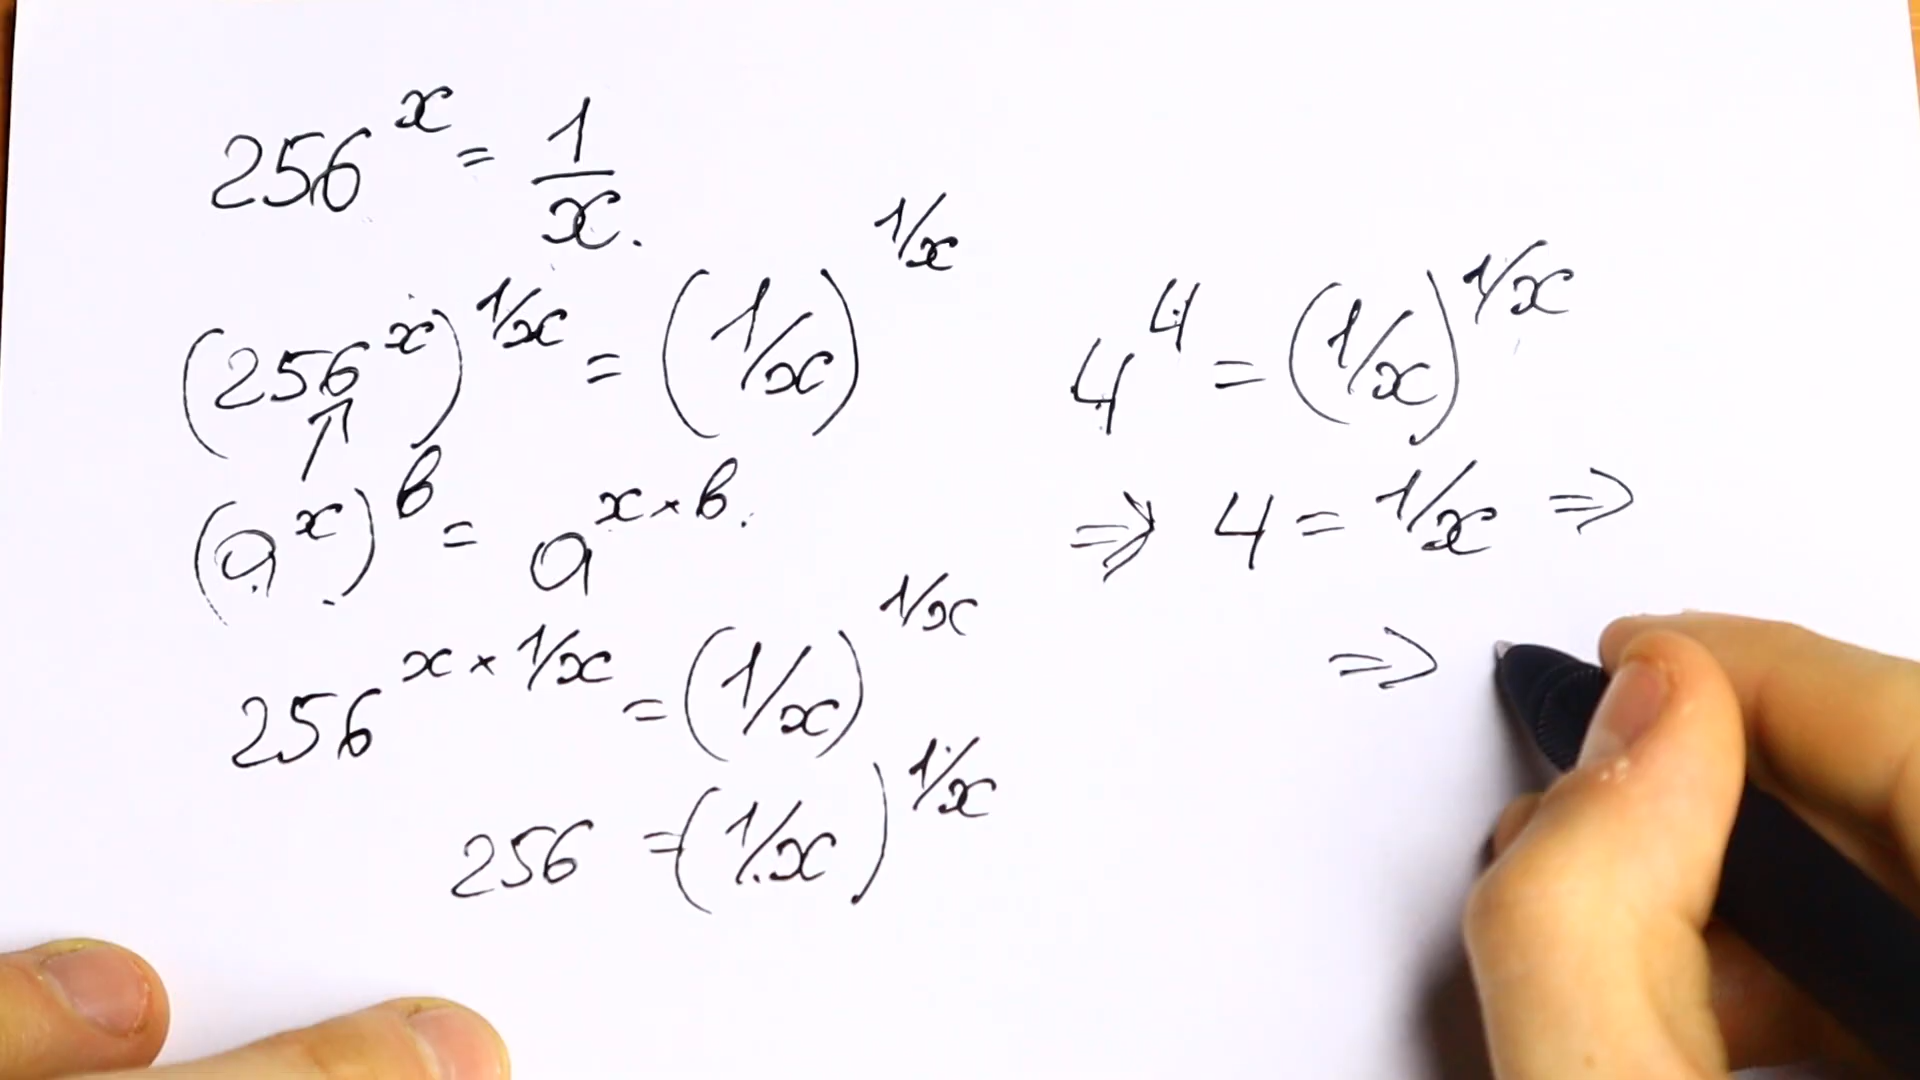 256^x = 1/x.
(256^x)^1/x = (1/x)^1/x
↑
(a^x)^b = a^x×b.
256^x×1/x = (1/x)^1/x
256 = (1/x)^1/x
4^4 = (1/x)^1/x
⇒ 4 = 1/x ⇒
⇒